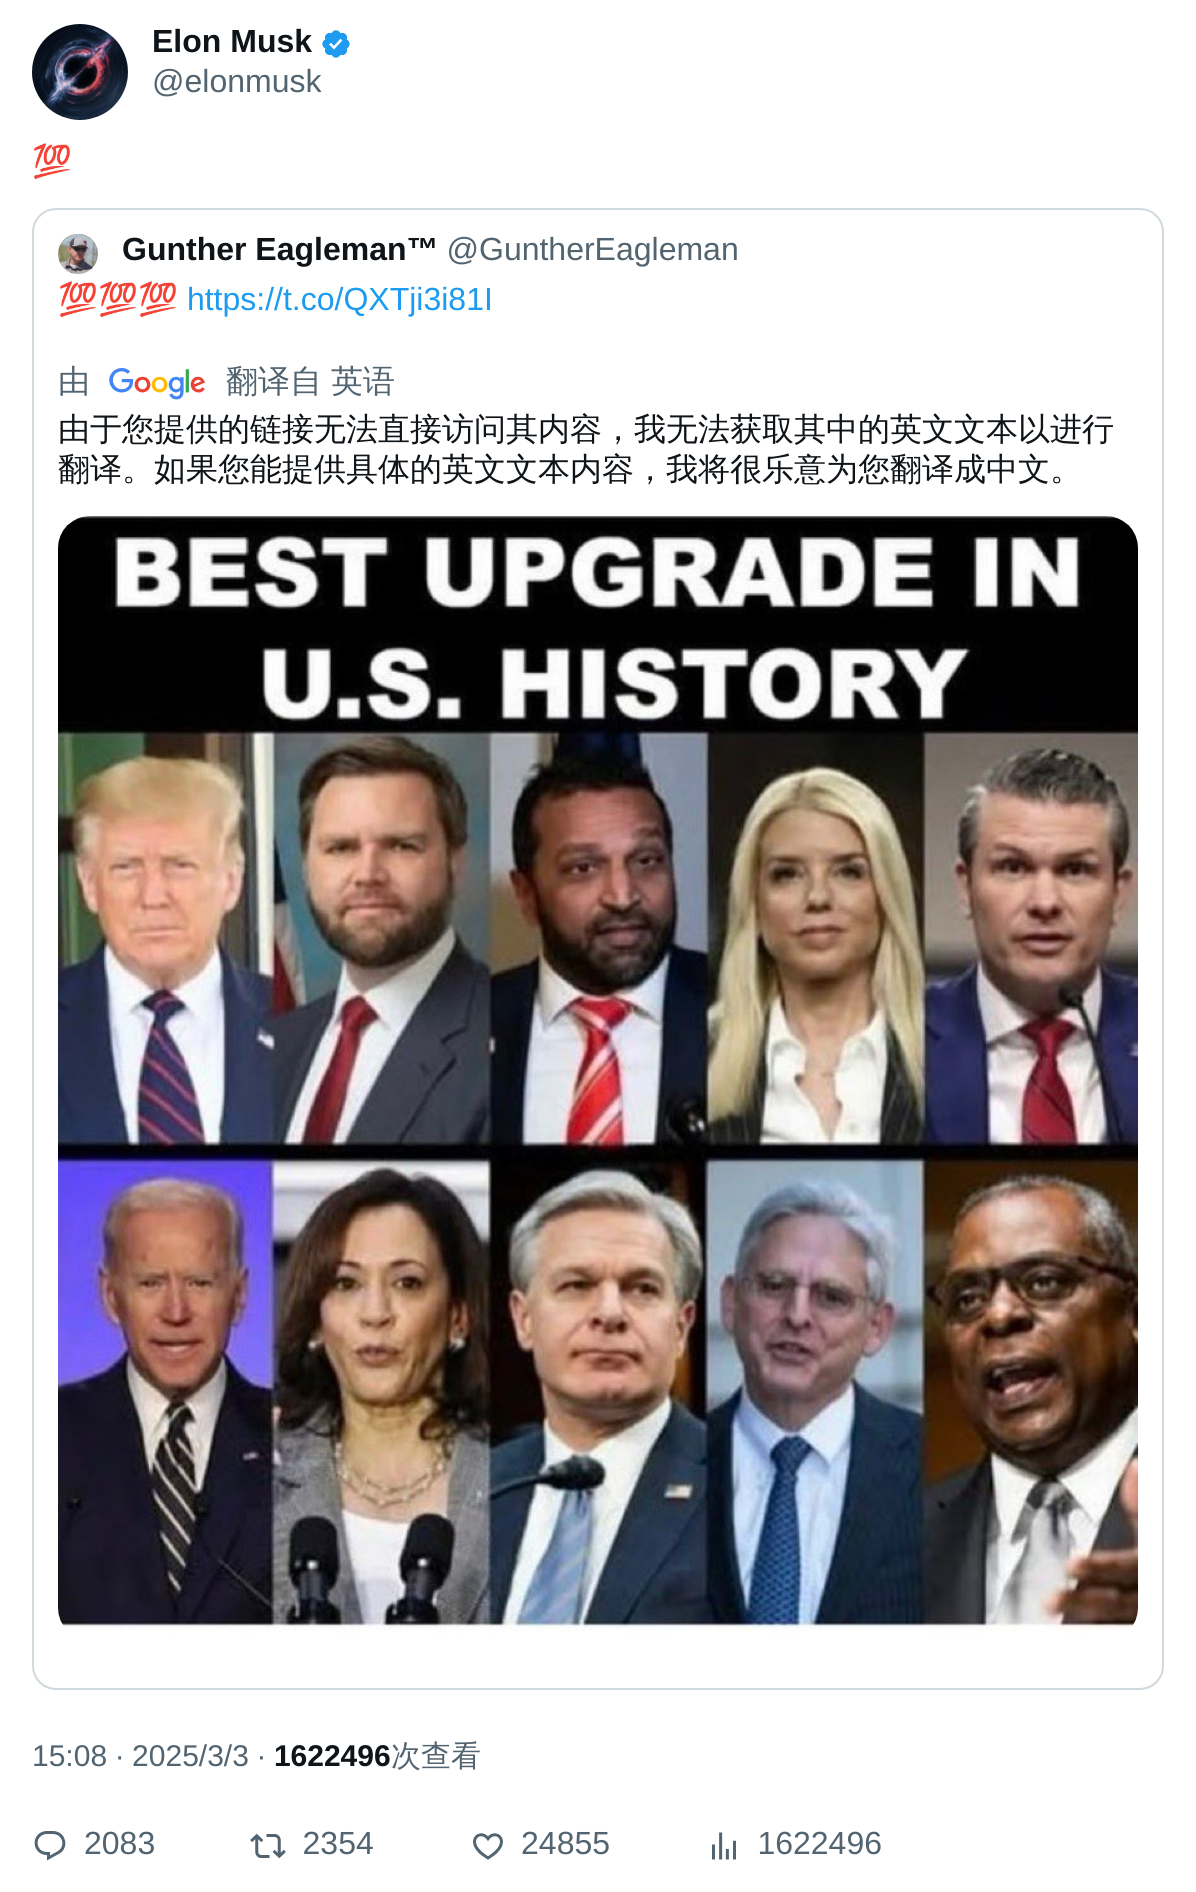 Elon Musk
@elonmusk
💯
Gunther Eagleman™ @GuntherEagleman
💯💯💯 https://t.co/QXTji3i81I
由 Google 翻译自 英语
由于您提供的链接无法直接访问其内容，我无法获取其中的英文文本以进行
翻译。如果您能提供具体的英文文本内容，我将很乐意为您翻译成中文。
BEST UPGRADE IN
U.S. HISTORY
15:08 · 2025/3/3 · 1622496次查看
2083 2354 24855 1622496